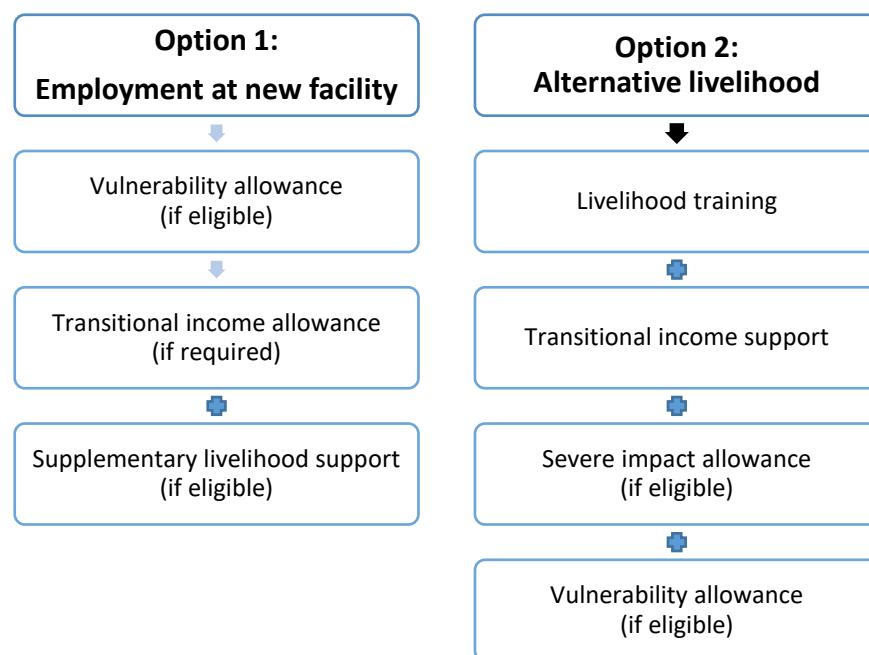 Option 1:
Employment at new facility
Vulnerability allowance
(if eligible)
Transitional income allowance
(if required)
Supplementary livelihood support
(if eligible)
Option 2:
Alternative livelihood
Livelihood training
Transitional income support
Severe impact allowance
(if eligible)
Vulnerability allowance
(if eligible)